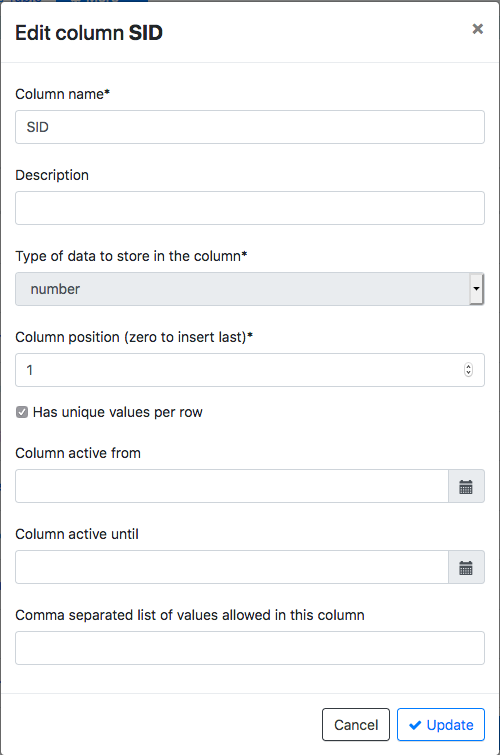 Edit column SID
×
Column name*
SID
Description
Type of data to store in the column*
number
Column position (zero to insert last)*
1
Has unique values per row
Column active from
Column active until
Comma separated list of values allowed in this column
Cancel
Update